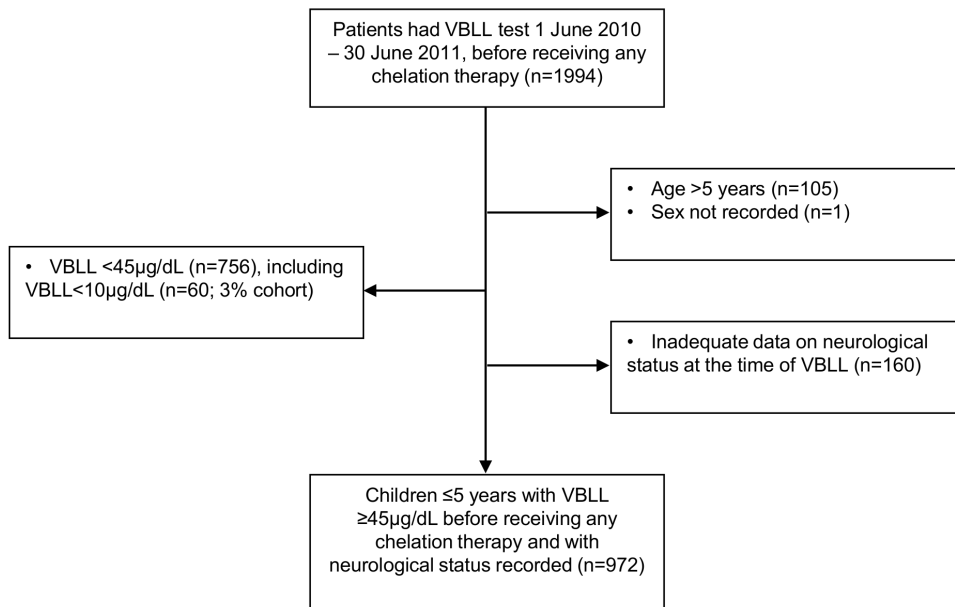 Patients had VBLL test 1 June 2010
– 30 June 2011, before receiving any
chelation therapy (n=1994)
• Age >5 years (n=105)
• Sex not recorded (n=1)
• VBLL <45µg/dL (n=756), including
VBLL<10µg/dL (n=60; 3% cohort)
• Inadequate data on neurological
status at the time of VBLL (n=160)
Children ≤5 years with VBLL
≥45µg/dL before receiving any
chelation therapy and with
neurological status recorded (n=972)